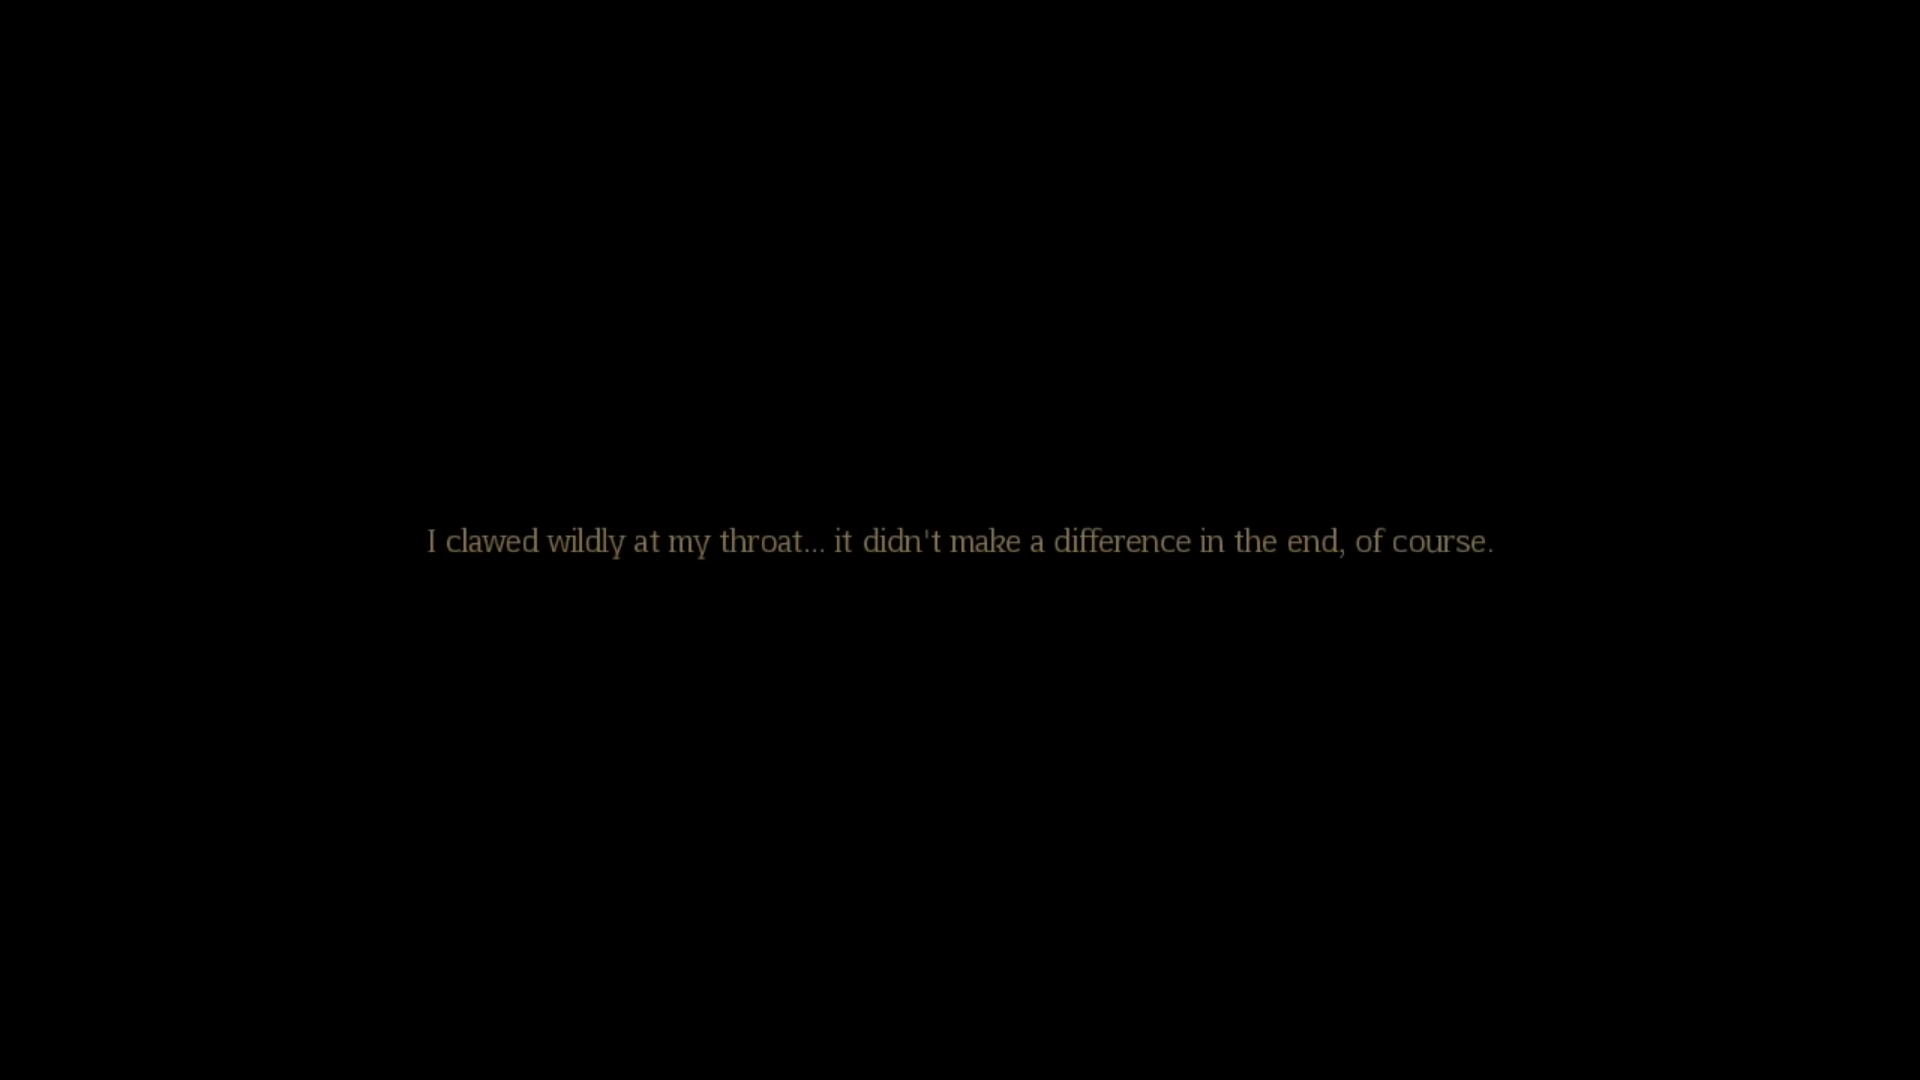 I clawed wildly at my throat... it didn't make a difference in the end, of course.